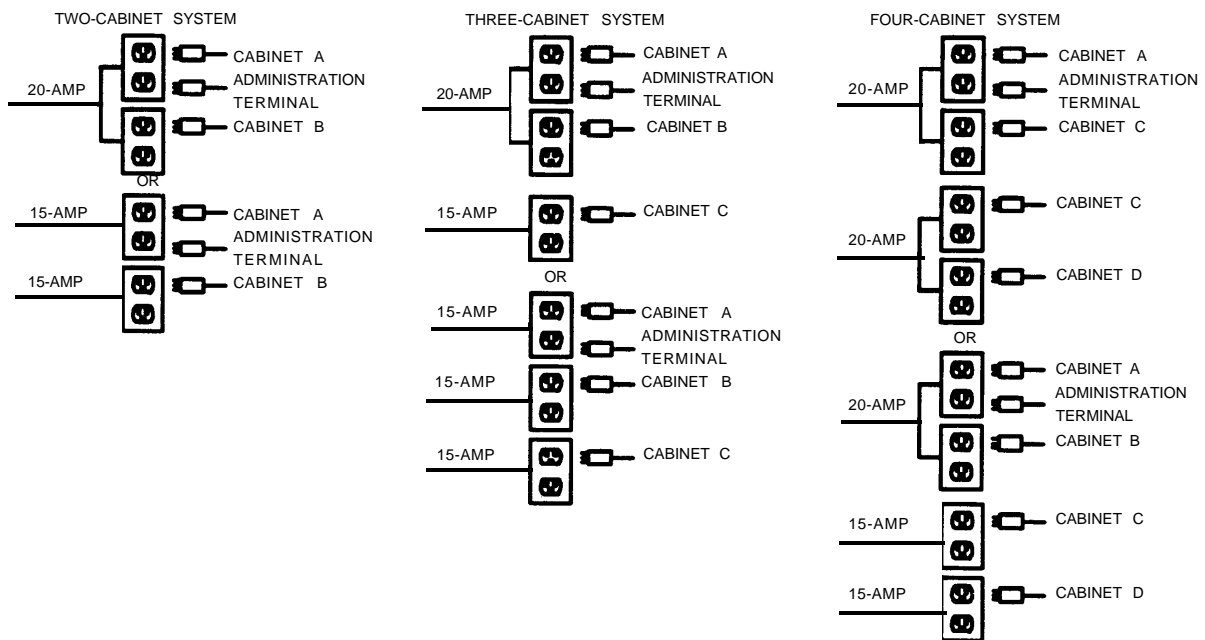 TWO-CABINET SYSTEM
CABINET A
ADMINISTRATION
20-AMP
TERMINAL
CABINET B
OR
15-AMP
CABINET A
ADMINISTRATION
TERMINAL
15-AMP
CABINET B
THREE-CABINET SYSTEM
CABINET A
ADMINISTRATION
20-AMP
TERMINAL
CABINET B
15-AMP
CABINET C
OR
15-AMP
CABINET A
ADMINISTRATION
TERMINAL
15-AMP
CABINET B
15-AMP
CABINET C
FOUR-CABINET SYSTEM
CABINET A
ADMINISTRATION
20-AMP
TERMINAL
CABINET C
CABINET C
20-AMP
CABINET D
OR
CABINET A
ADMINISTRATION
20-AMP
TERMINAL
CABINET B
15-AMP
CABINET C
15-AMP
CABINET D